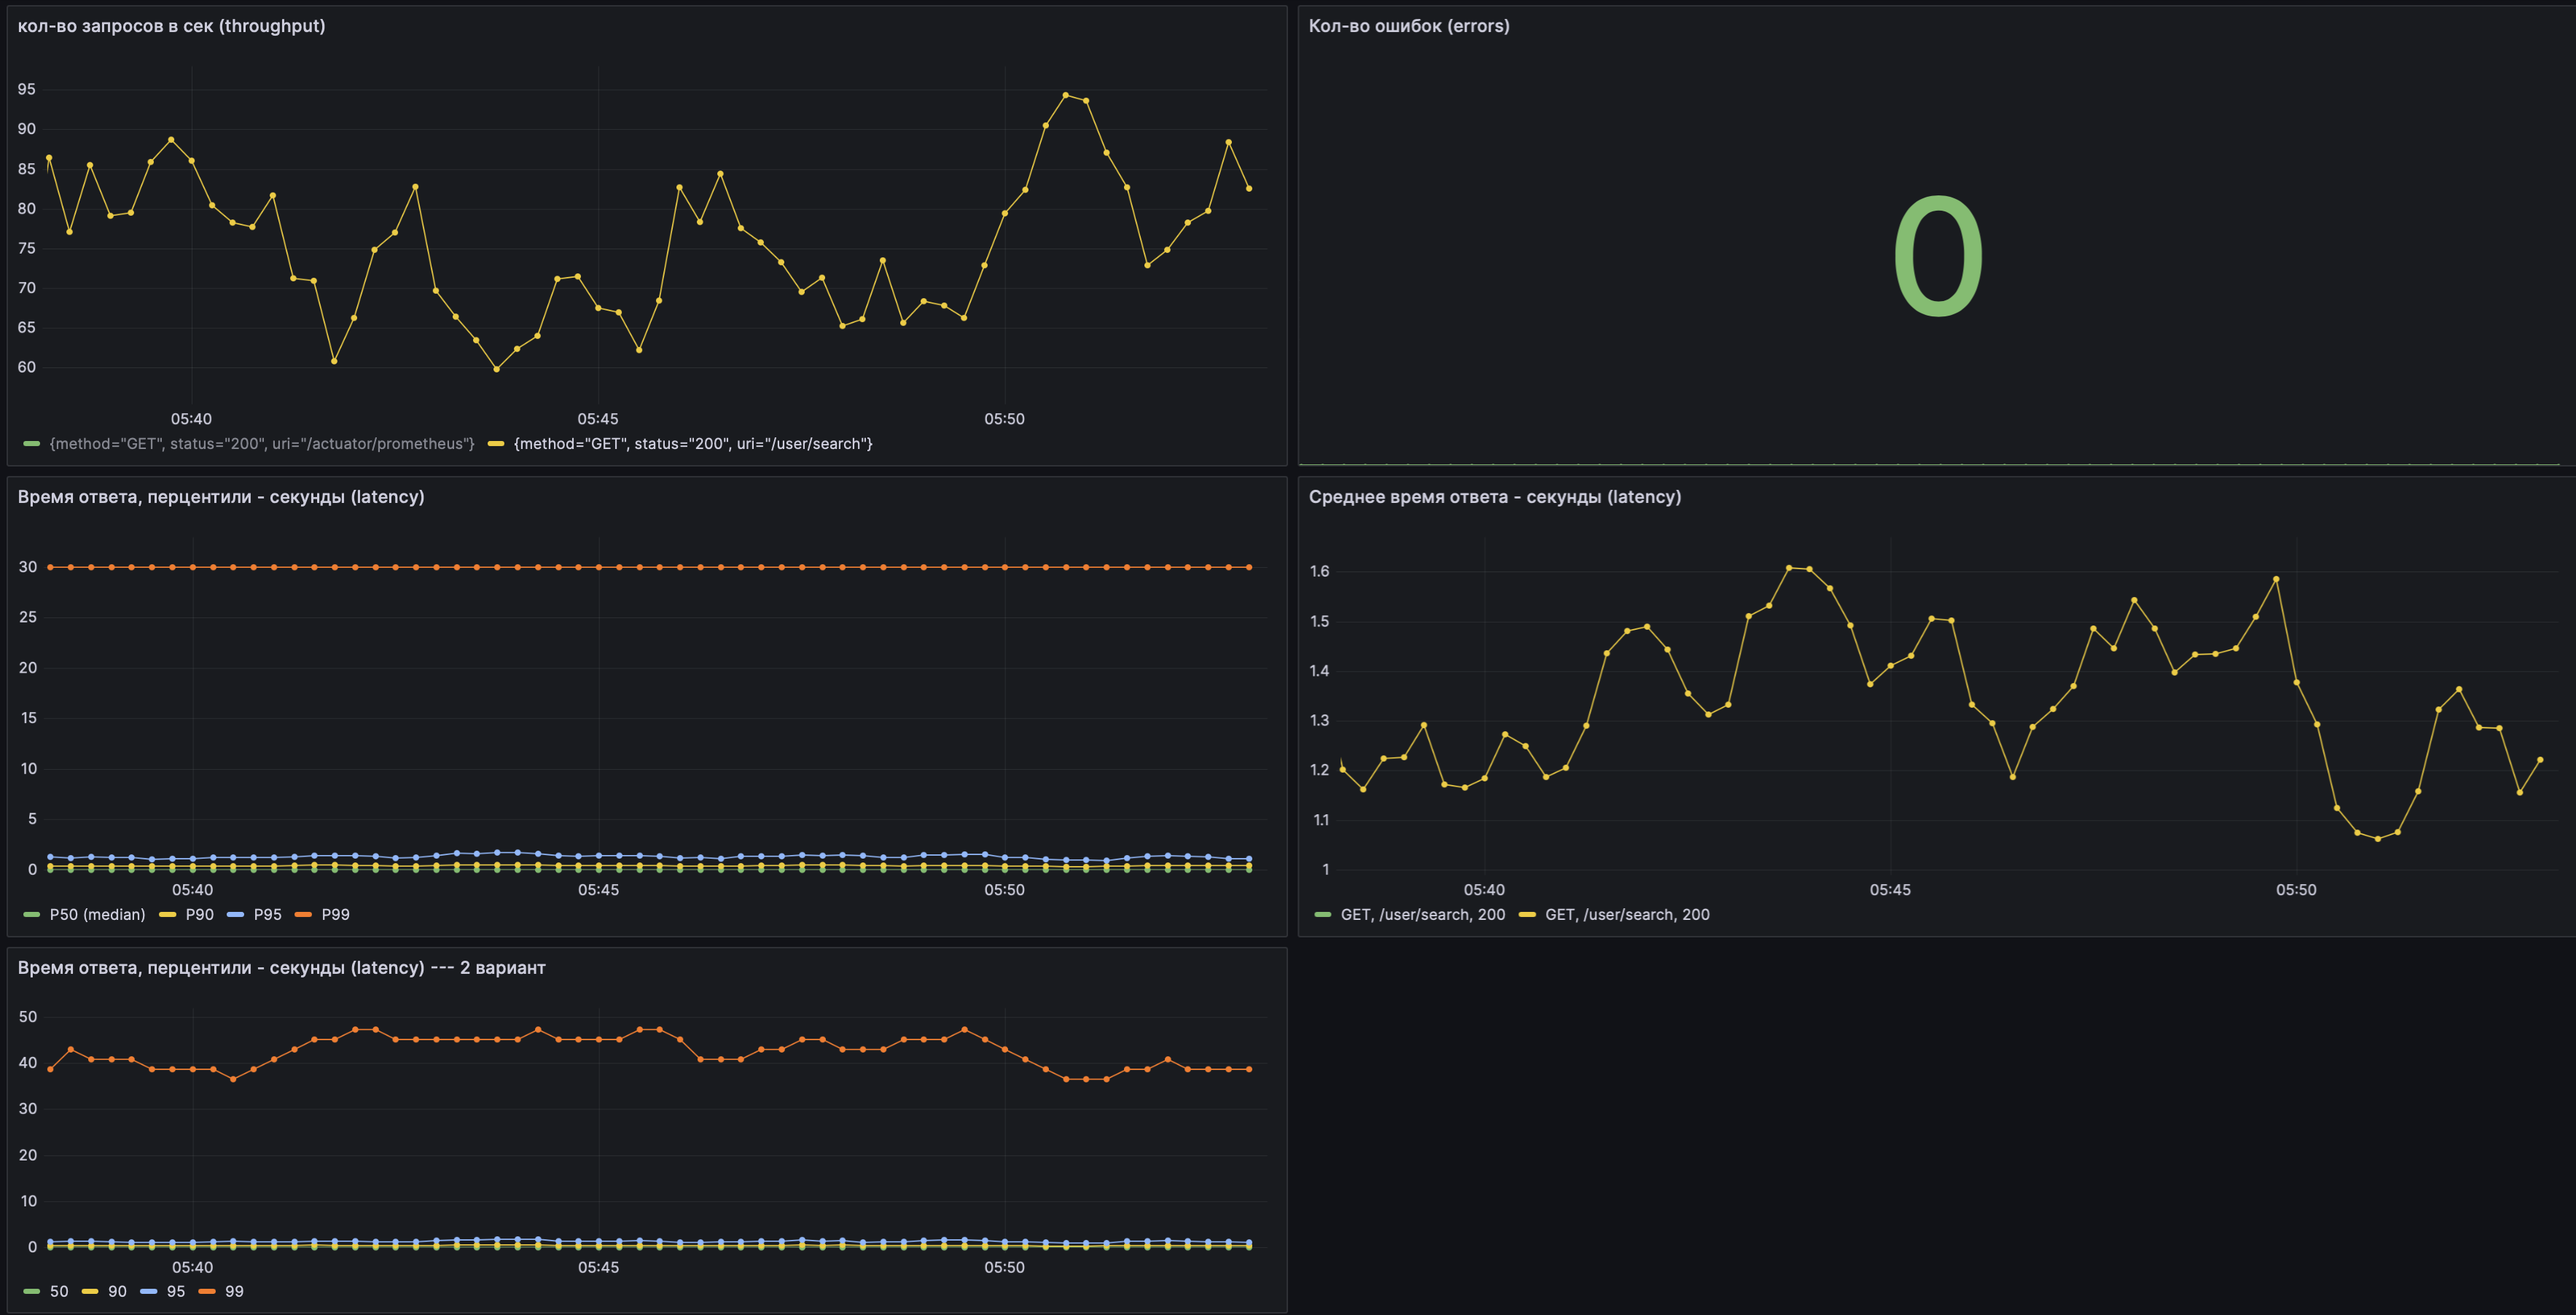 кол-во запросов в сек (throughput)
95
90
85
80
75
70
65
60
05:40 05:45 05:50
{method="GET", status="200", uri="/actuator/prometheus"} {method="GET", status="200", uri="/user/search"}
Кол-во ошибок (errors)
0
Время ответа, перцентили - секунды (latency)
30
25
20
15
10
5
0
05:40 05:45 05:50
P50 (median) P90 P95 P99
Среднее время ответа - секунды (latency)
1.6
1.5
1.4
1.3
1.2
1.1
1
05:40 05:45 05:50
GET, /user/search, 200 GET, /user/search, 200
Время ответа, перцентили - секунды (latency) --- 2 вариант
50
40
30
20
10
0
05:40 05:45 05:50
50 90 95 99